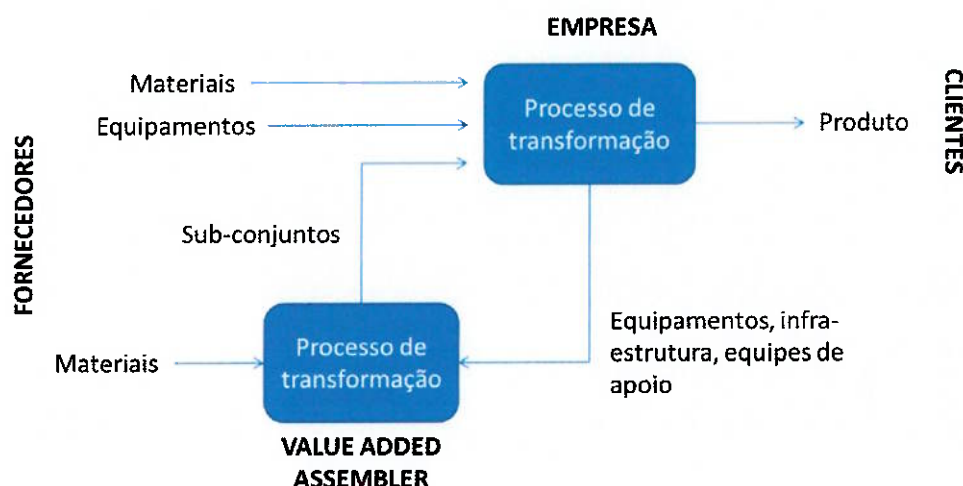 EMPRESA
Materiais
Equipamentos
Processo de
transformação
Produto
CLIENTES
FORNECEDORES
Sub-conjuntos
Materiais
Processo de
transformação
Equipamentos, infra-
estrutura, equipes de
apoio
VALUE ADDED
ASSEMBLER